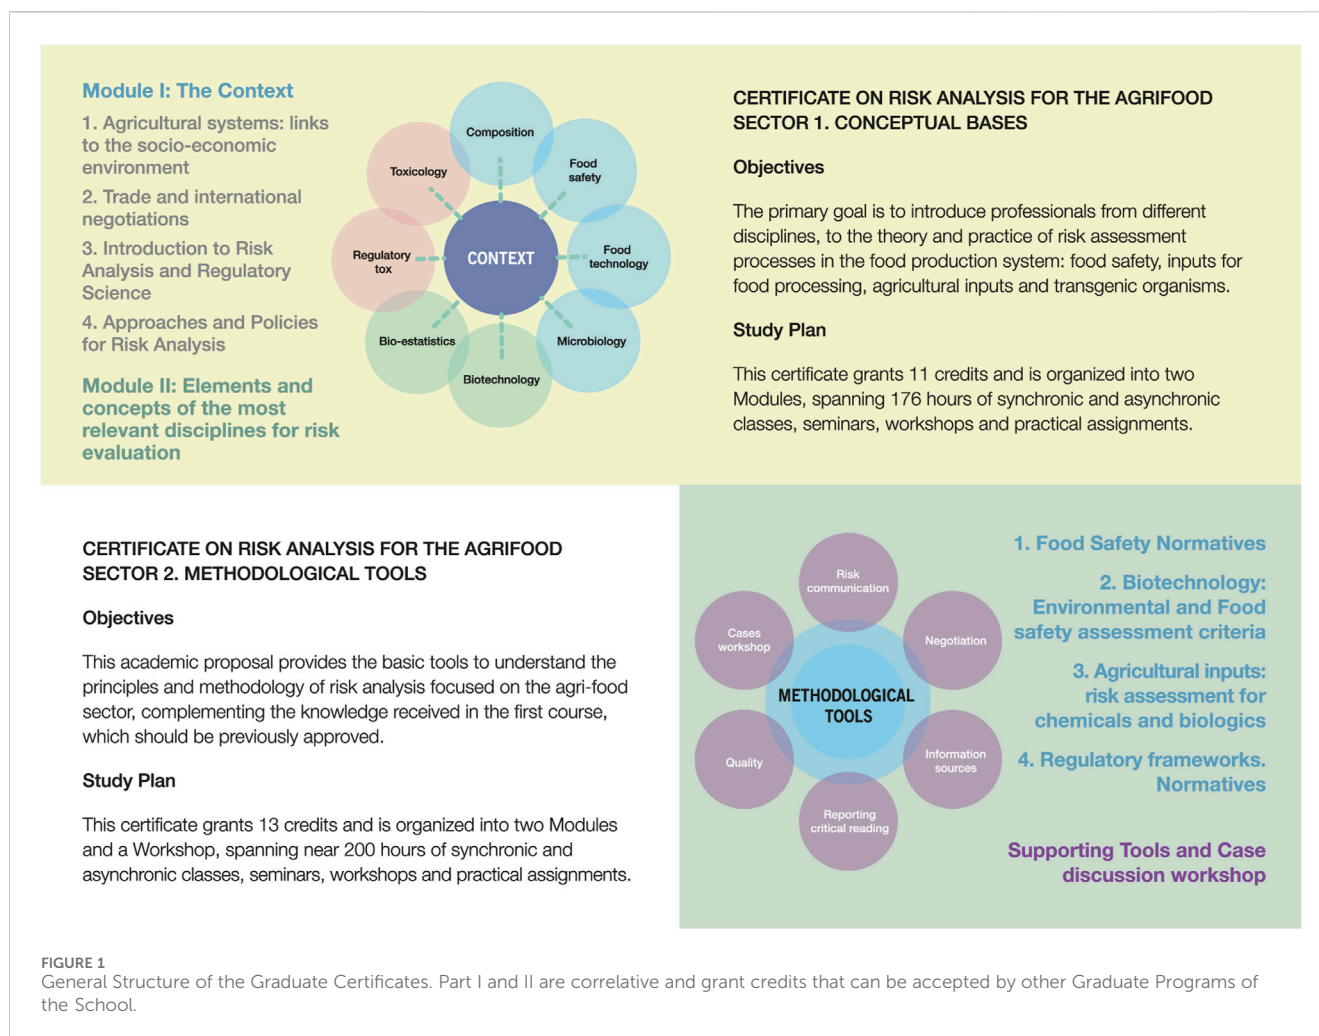 Module I: The Context
1. Agricultural systems: links
to the socio-economic
environment
2. Trade and international
negotiations
3. Introduction to Risk
Analysis and Regulatory
Science
4. Approaches and Policies
for Risk Analysis
Module II: Elements and
concepts of the most
relevant disciplines for risk
evaluation
Composition
Food
safety
Food
technology
Microbiology
Biotechnology
Bio-estatistics
Regulatory
tox
Toxicology
CONTEXT
CERTIFICATE ON RISK ANALYSIS FOR THE AGRIFOOD
SECTOR 1. CONCEPTUAL BASES
Objectives
The primary goal is to introduce professionals from different
disciplines, to the theory and practice of risk assessment
processes in the food production system: food safety, inputs for
food processing, agricultural inputs and transgenic organisms.
Study Plan
This certificate grants 11 credits and is organized into two
Modules, spanning 176 hours of synchronic and asynchronic
classes, seminars, workshops and practical assignments.
CERTIFICATE ON RISK ANALYSIS FOR THE AGRIFOOD
SECTOR 2. METHODOLOGICAL TOOLS
Objectives
This academic proposal provides the basic tools to understand the
principles and methodology of risk analysis focused on the agri-food
sector, complementing the knowledge received in the first course,
which should be previously approved.
Study Plan
This certificate grants 13 credits and is organized into two Modules
and a Workshop, spanning near 200 hours of synchronic and
asynchronic classes, seminars, workshops and practical assignments.
Risk
communication
Negotiation
Information
sources
Reporting
critical reading
Quality
Cases
workshop
METHODOLOGICAL
TOOLS
1. Food Safety Normatives
2. Biotechnology:
Environmental and Food
safety assessment criteria
3. Agricultural inputs:
risk assessment for
chemicals and biologics
4. Regulatory frameworks.
Normatives
Supporting Tools and Case
discussion workshop
FIGURE 1
General Structure of the Graduate Certificates. Part I and II are correlative and grant credits that can be accepted by other Graduate Programs of
the School.